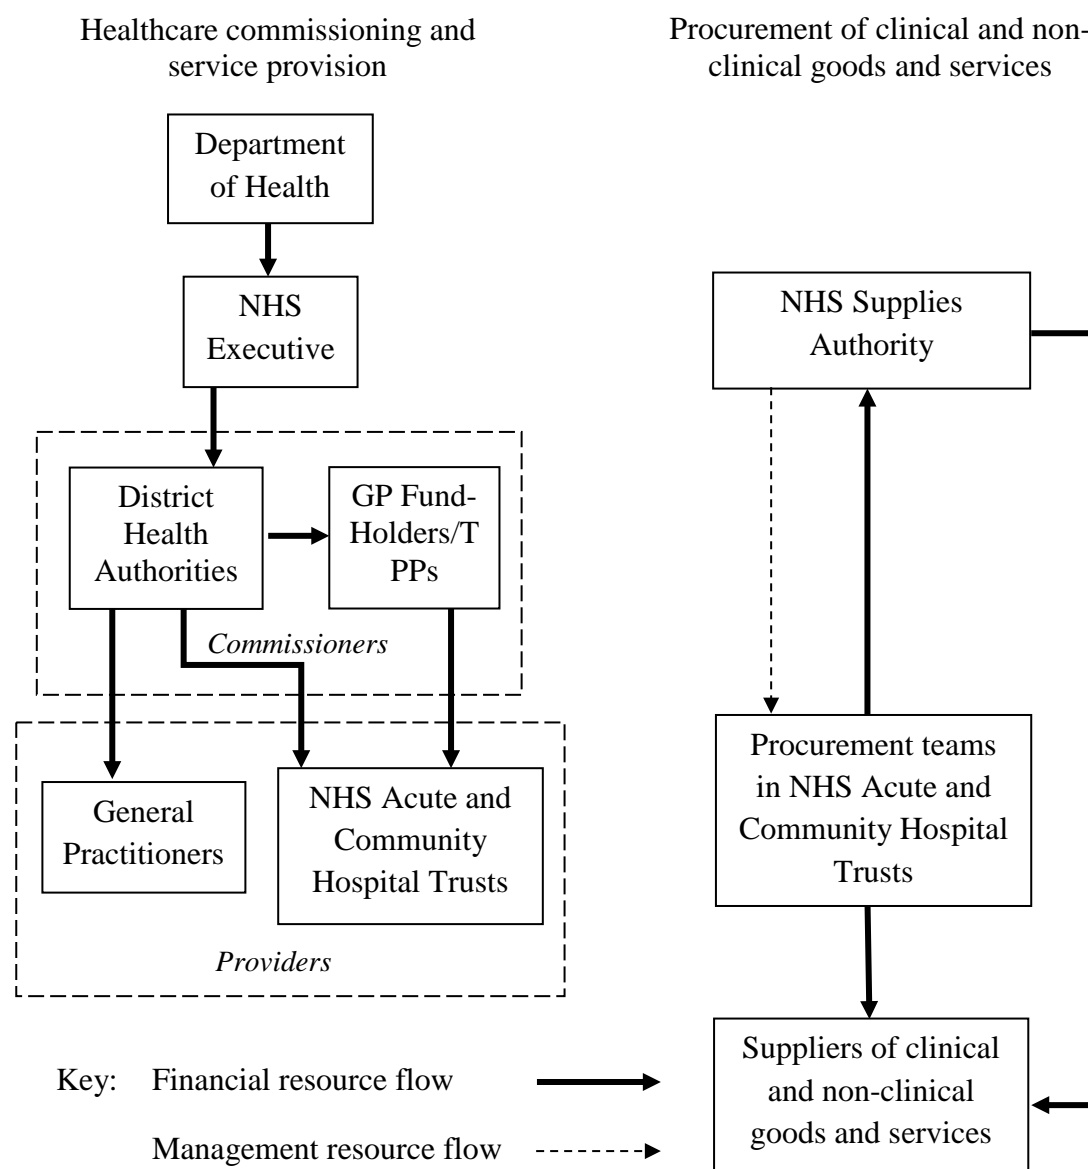 Healthcare commissioning and
service provision
Procurement of clinical and non-
clinical goods and services
Department
of Health
NHS
Executive
NHS Supplies
Authority
District
Health
Authorities
GP Fund-
Holders/T
PPs
Commissioners
Procurement teams
in NHS Acute and
Community Hospital
Trusts
General
Practitioners
NHS Acute and
Community
Hospital Trusts
Providers
Suppliers of clinical
and non-clinical
goods and services
Key: Financial resource flow
Management resource flow